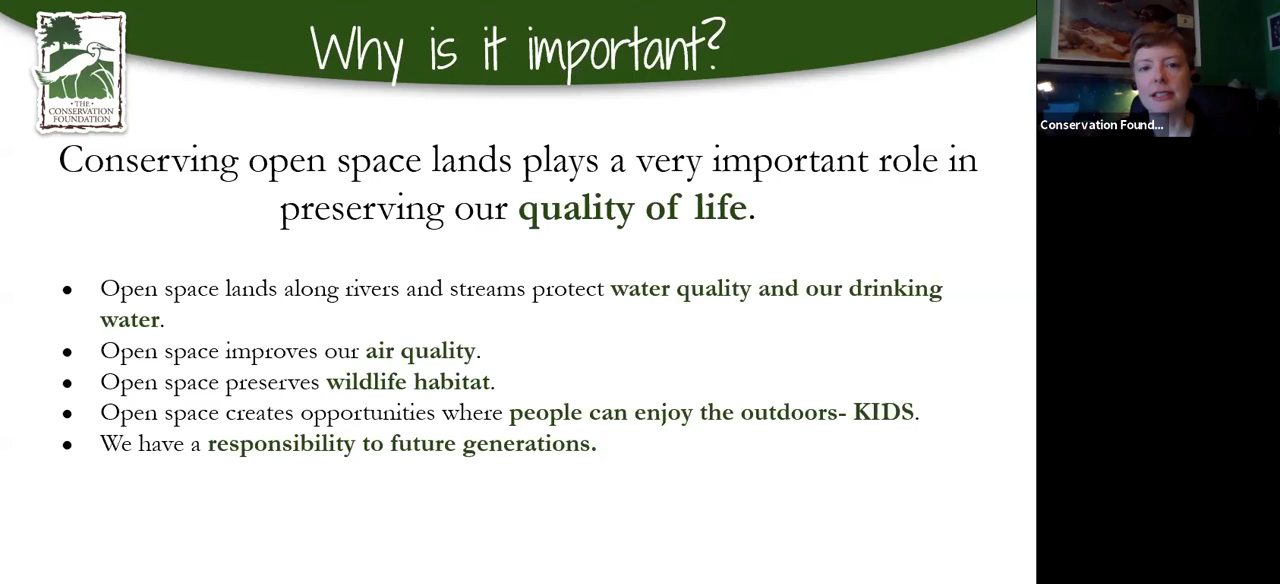 Why is it important?
· THE ·
CONSERVATION
FOUNDATION
Conservation Found...
Conserving open space lands plays a very important role in
preserving our quality of life.
● Open space lands along rivers and streams protect water quality and our drinking
water.
● Open space improves our air quality.
● Open space preserves wildlife habitat.
● Open space creates opportunities where people can enjoy the outdoors- KIDS.
● We have a responsibility to future generations.